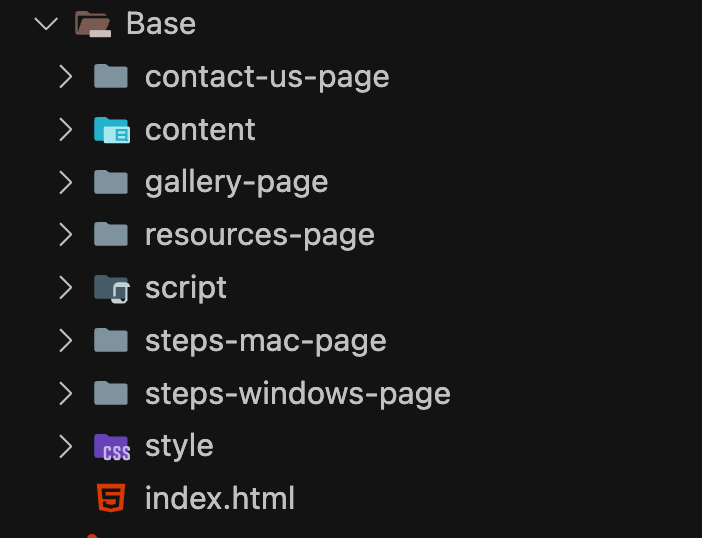 Base
contact-us-page
content
gallery-page
resources-page
script
steps-mac-page
steps-windows-page
CSS
style
index.html